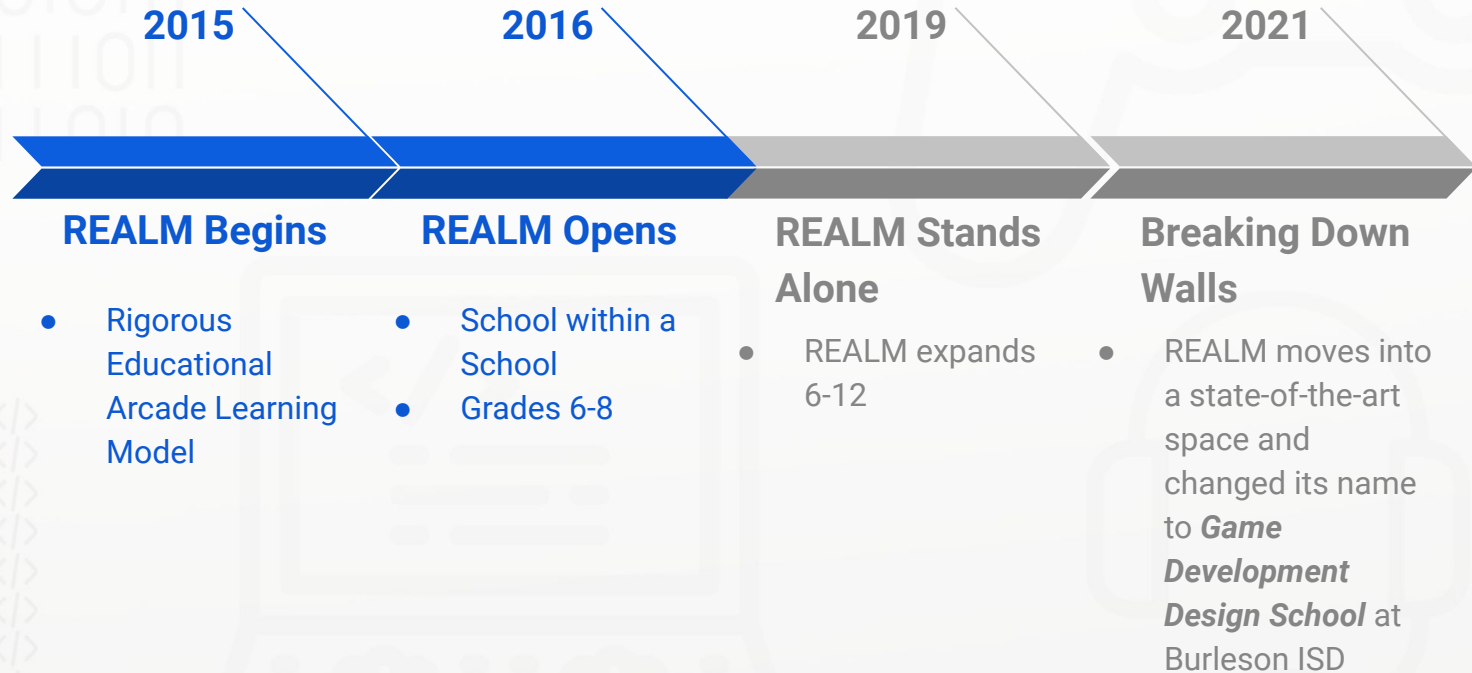 2015
2016
2019
2021
REALM Begins
● Rigorous
Educational
Arcade Learning
Model
REALM Opens
● School within a
School
● Grades 6-8
REALM Stands
Alone
● REALM expands
6-12
Breaking Down
Walls
● REALM moves into
a state-of-the-art
space and
changed its name
to Game
Development
Design School at
Burleson ISD